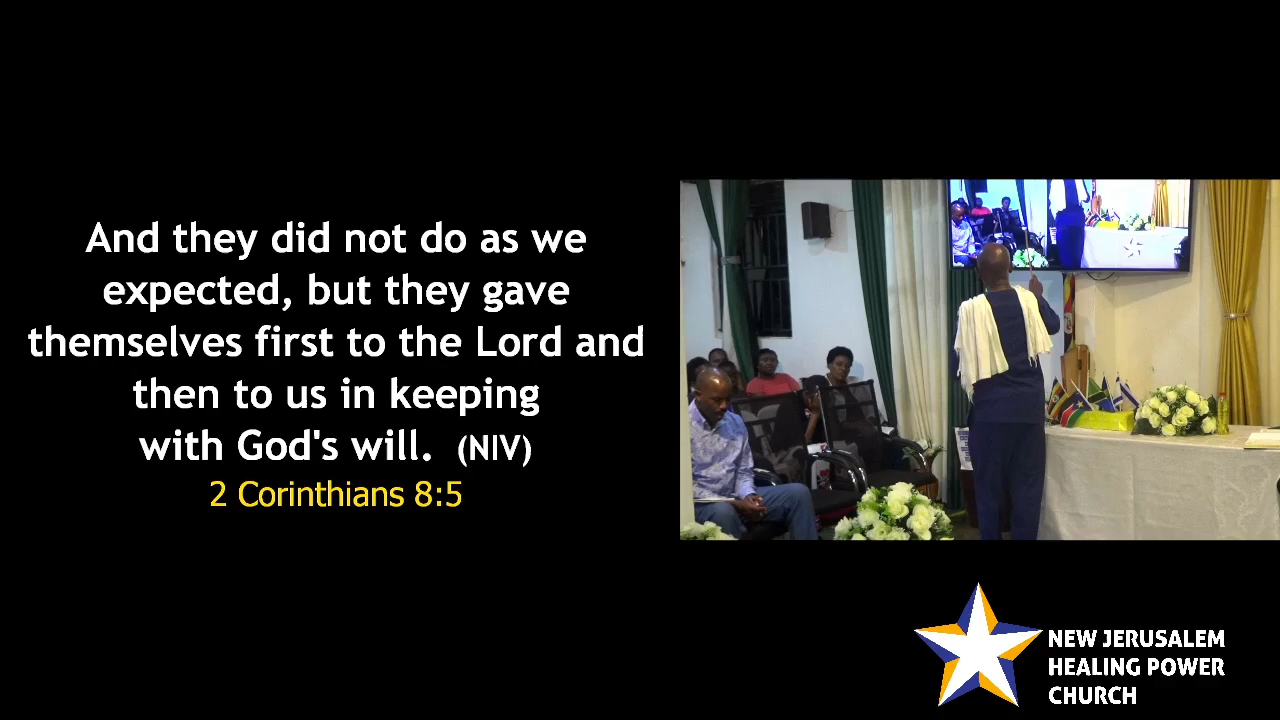 And they did not do as we
expected, but they gave
themselves first to the Lord and
then to us in keeping
with God's will. (NIV)
2 Corinthians 8:5
NEW JERUSALEM
HEALING POWER
CHURCH